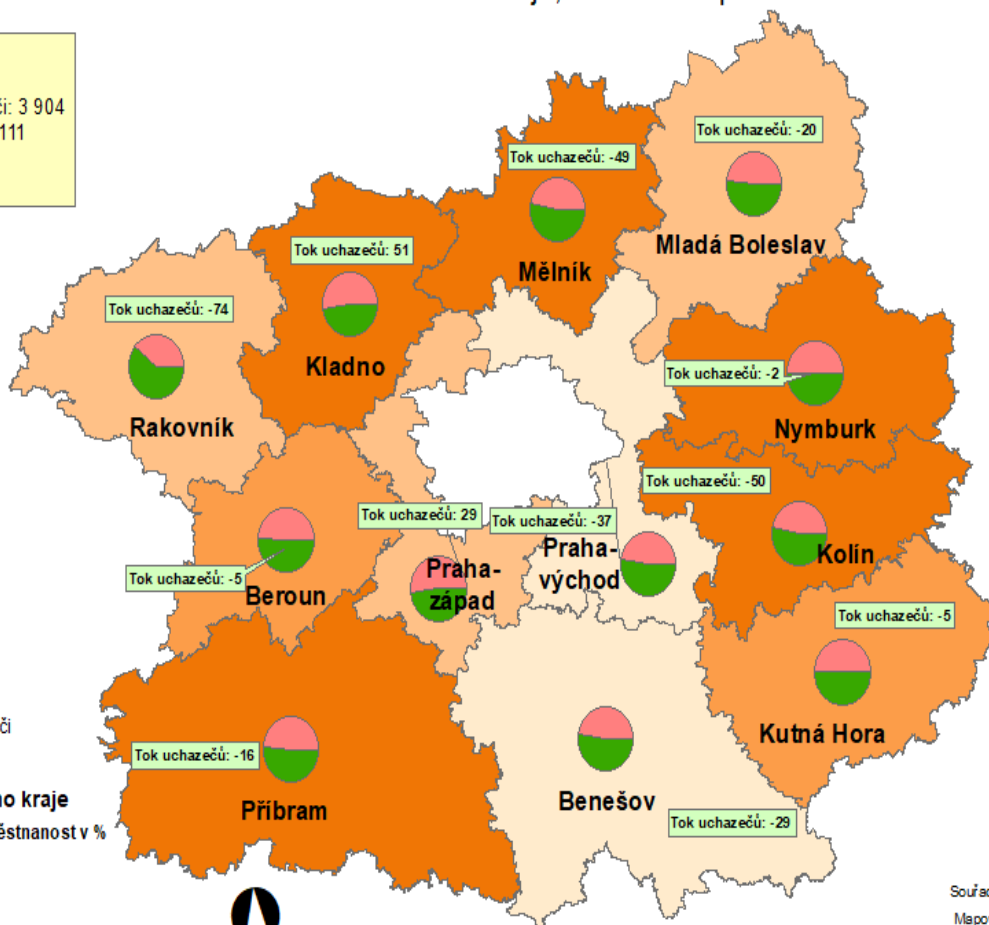 či: 3 904
111
Tok uchazečů: -20
Tok uchazečů: -49
Mladá Boleslav
Tok uchazečů: 51
Mělník
Tok uchazečů: -74
Kladno
Tok uchazečů: -2
Rakovník
Nymburk
Tok uchazečů: -50
Tok uchazečů: 29
Tok uchazečů: -37
Kolín
Praha-
východ
Praha-
západ
Tok uchazečů: -5
Beroun
Tok uchazečů: -5
Kutná Hora
či
Tok uchazečů: -16
Příbram
Benešov
Tok uchazečů: -29
no kraje
ěstnanost v %
Souřad
Mapov